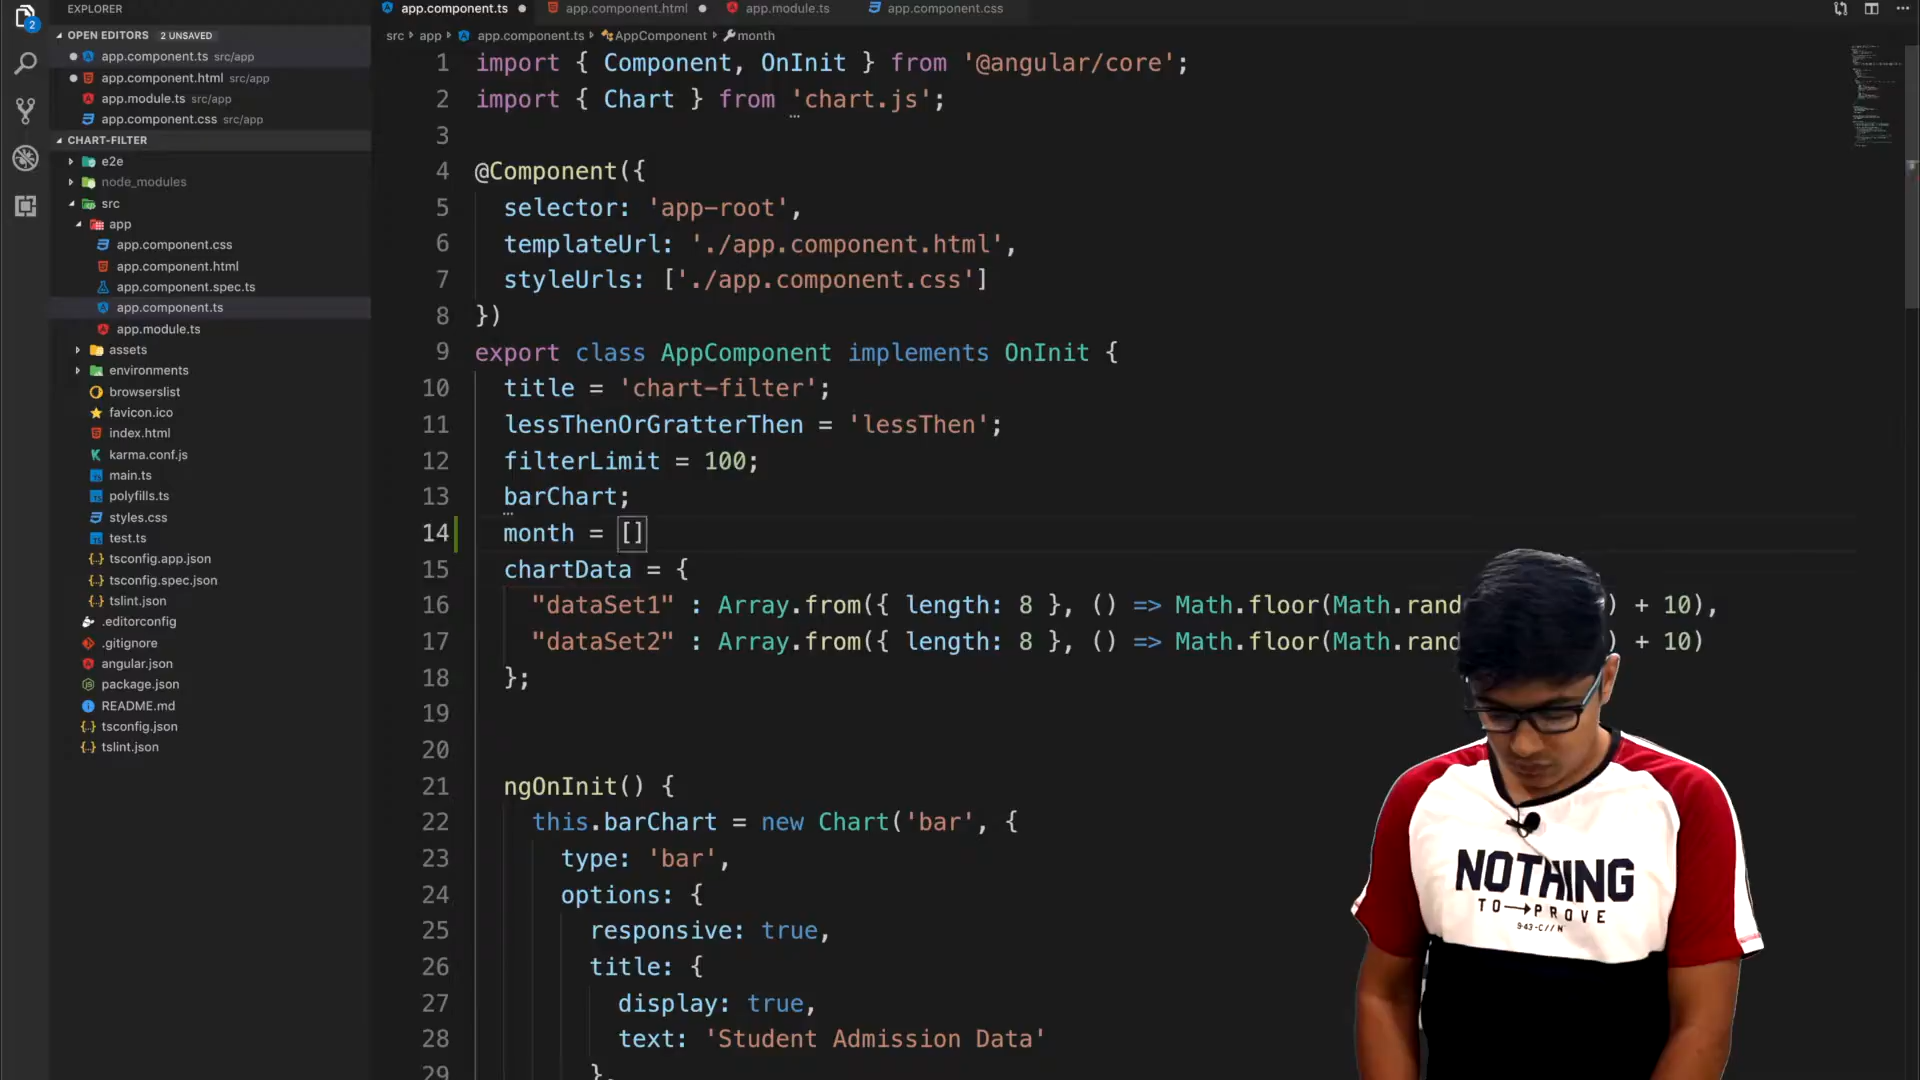 EXPLORER
OPEN EDITORS 2 UNSAVED
app.component.ts src/app
app.component.html src/app
app.module.ts src/app
app.component.css src/app
CHART-FILTER
e2e
node_modules
src
app
app.component.css
app.component.html
app.component.spec.ts
app.component.ts
app.module.ts
assets
environments
browserslist
favicon.ico
index.html
karma.conf.js
main.ts
polyfills.ts
styles.css
test.ts
tsconfig.app.json
tsconfig.spec.json
tslint.json
.editorconfig
.gitignore
angular.json
package.json
README.md
tsconfig.json
tslint.json
2
app.component.ts app.component.html app.module.ts app.component.css
src app app.component.ts AppComponent month
1 import { Component, OnInit } from '@angular/core';
2 import { Chart } from 'chart.js';
3
4 @Component({
5 selector: 'app-root',
6 templateUrl: './app.component.html',
7 styleUrls: ['./app.component.css']
8 })
9 export class AppComponent implements OnInit {
10 title = 'chart-filter';
11 lessThenOrGratterThen = 'lessThen';
12 filterLimit = 100;
13 barChart;
14 month = []
15 chartData = {
16 "dataSet1" : Array.from({ length: 8 }, () => Math.floor(Math.rand ) + 10),
17 "dataSet2" : Array.from({ length: 8 }, () => Math.floor(Math.rand ) + 10)
18 };
19
20
21 ngOnInit() {
22 this.barChart = new Chart('bar', {
23 type: 'bar',
24 options: {
25 responsive: true,
26 title: {
27 display: true,
28 text: 'Student Admission Data'
29 },
NOTHING
TO PROVE